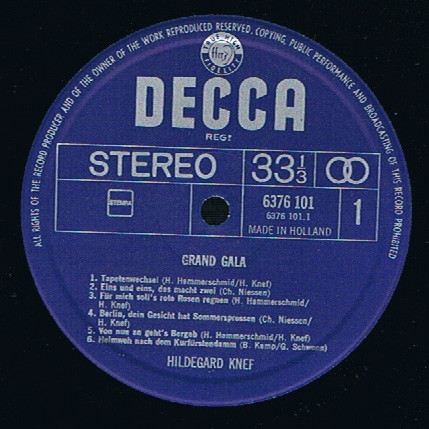 ALL RIGHTS OF THE RECORD PRODUCER AND OF THE OWNER OF THE WORK REPRODUCED RESERVED. COPYING, PUBLIC PERFORMANCE AND BROADCASTING OF THIS RECORD PROHIBITED
DECCA
REGT
STEREO
33 1/3
STEMRA
6376 101
6376 101.1
MADE IN HOLLAND
1
GRAND GALA
1. Tapetenwechsel (H. Hammerschmid/H. Knef)
2. Eins und eins, das macht zwei (Ch. Niessen)
3. Für mich soll's rote Rosen regnen (H. Hammerschmid/
H. Knef)
4. Berlin, dein Gesicht hat Sommersprossen (Ch. Niessen/
H. Knef)
5. Von nun an geht's Bergab (H. Hammerschmid/H. Knef)
6. Heimweh nach dem Kurfürstendamm (B. Kamp/G. Schwenn)
HILDEGARD KNEF